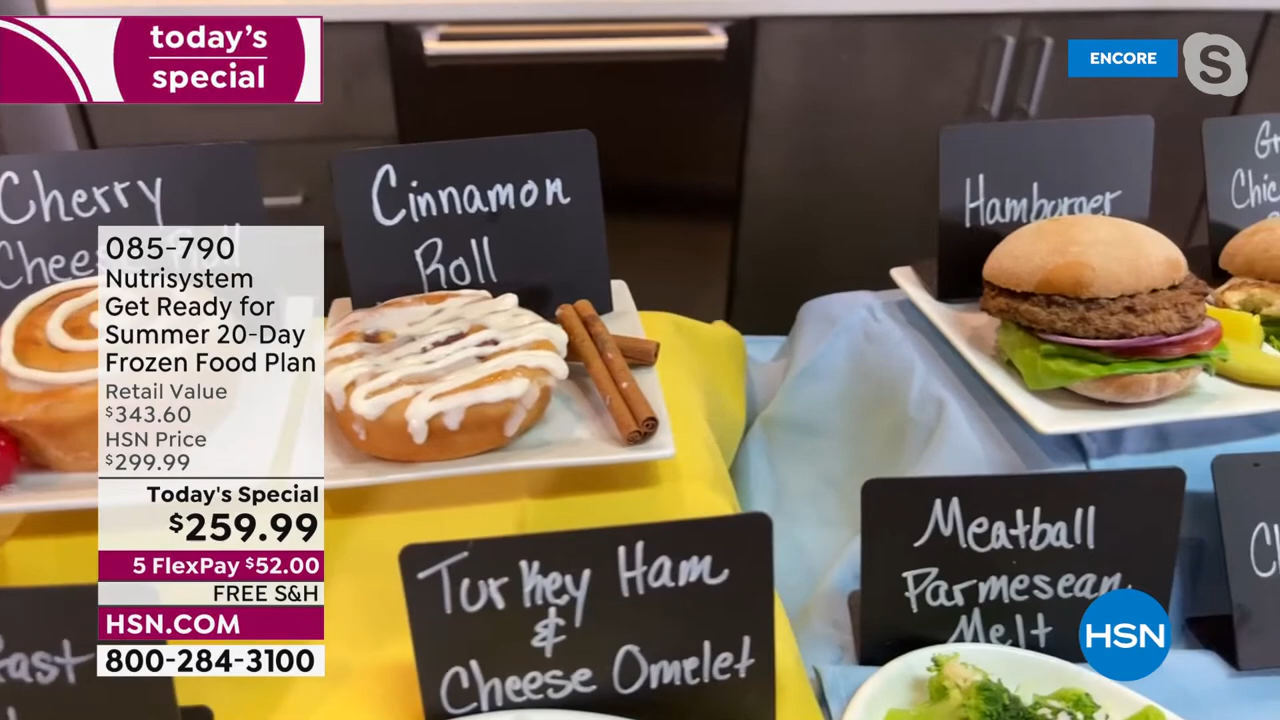 today's
special
ENCORE
S
Cherry
Cheese Roll
Cinnamon
Roll
Hamburger
085-790
Nutrisystem
Get Ready for
Summer 20-Day
Frozen Food Plan
Retail Value
$343.60
HSN Price
$299.99
Today's Special
$259.99
5 FlexPay $52.00
FREE S&H
HSN.COM
800-284-3100
Turkey Ham
&
Cheese Omelet
Meatball
Parmesean
Melt
HSN